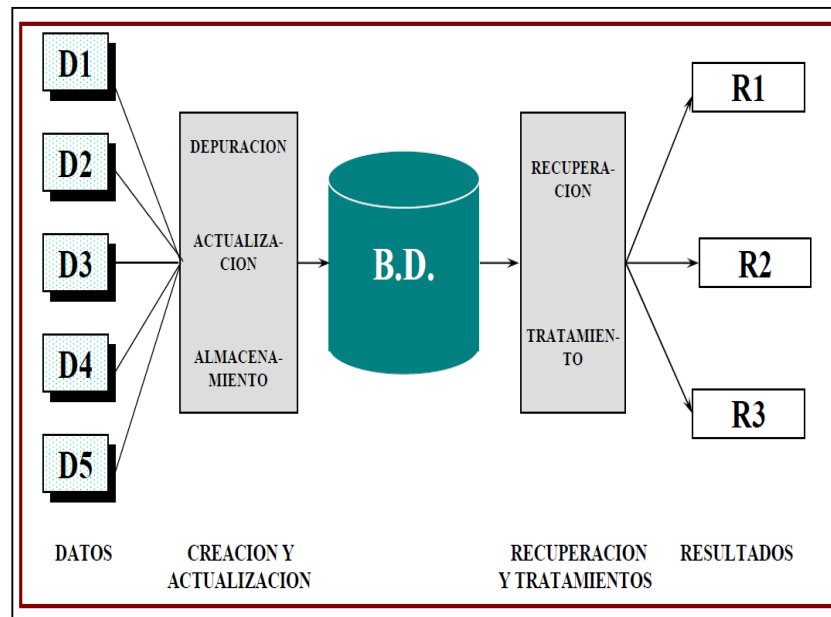 D1
D2
D3
D4
D5
DEPURACION
ACTUALIZA-
CION
ALMACENA-
MIENTO
B.D.
RECUPERA-
CION
TRATAMIEN-
TO
R1
R2
R3
DATOS
CREACION Y
ACTUALIZACION
RECUPERACION
Y TRATAMIENTOS
RESULTADOS